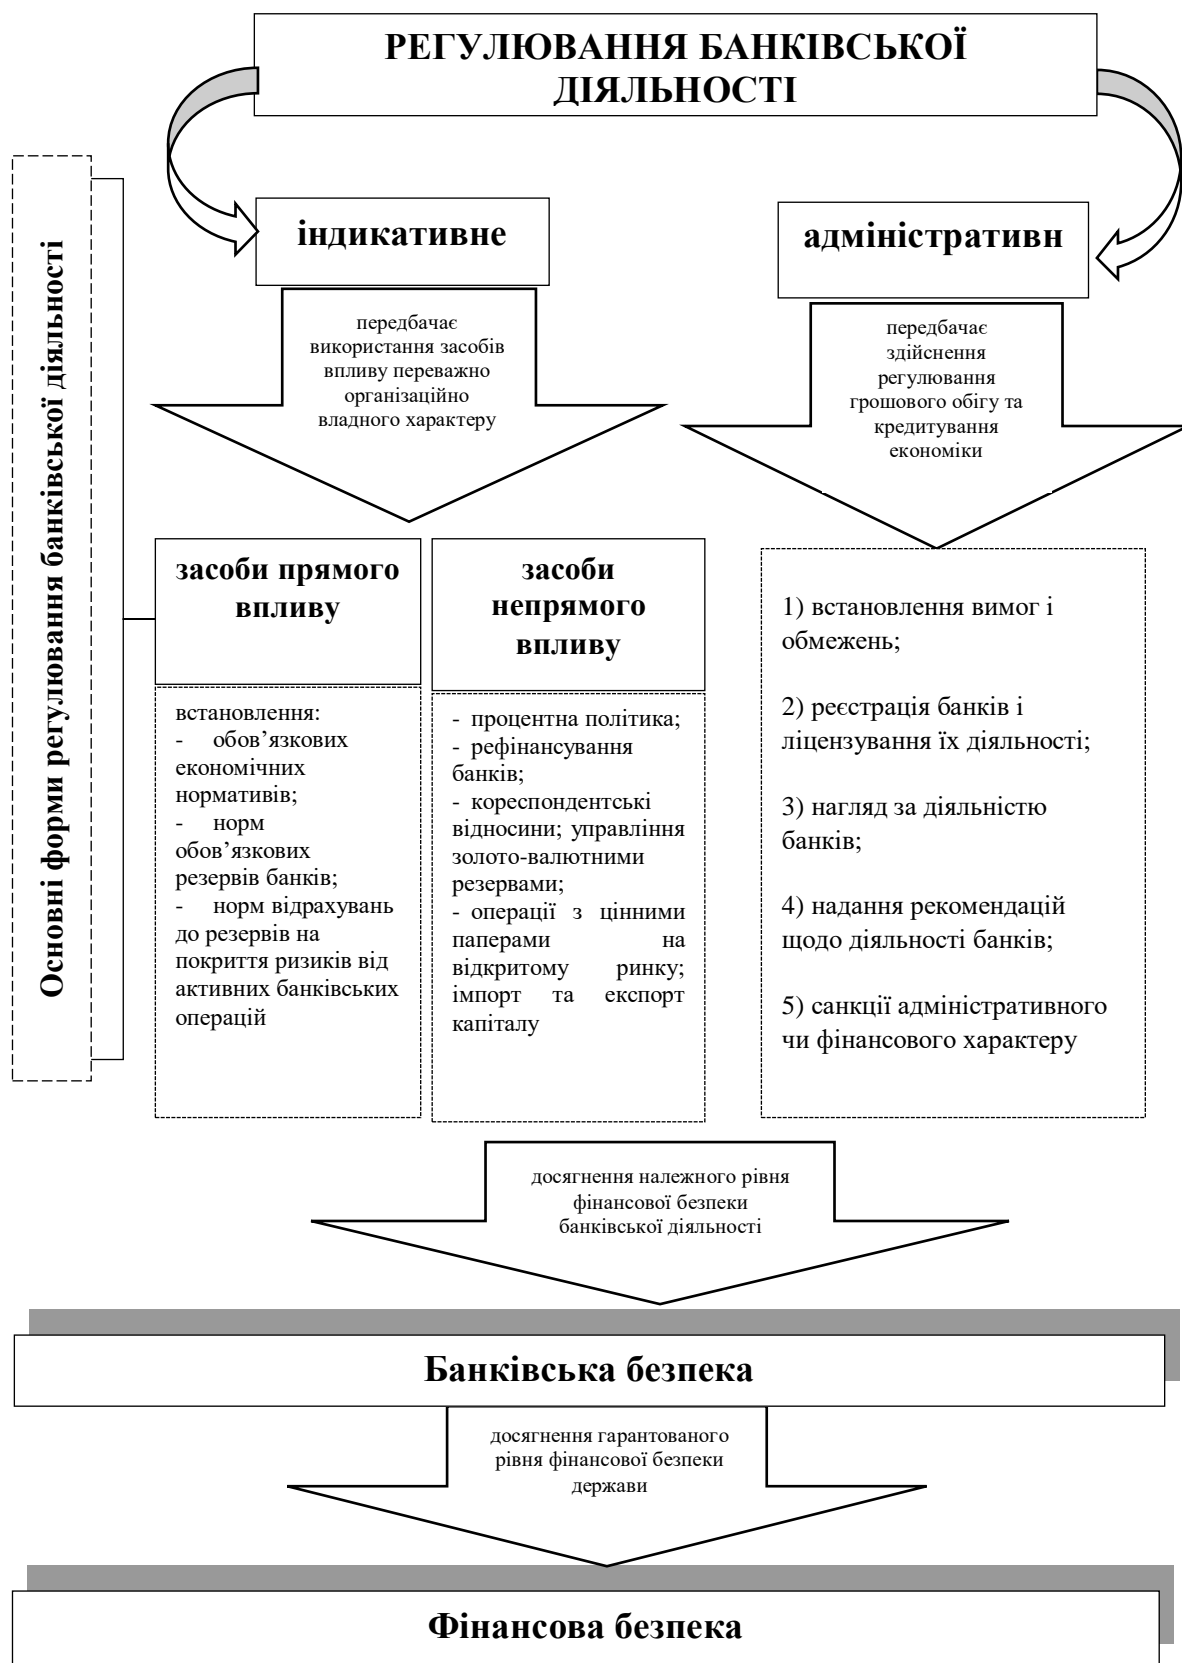 РЕГУЛЮВАННЯ БАНКІВСЬКОЇ
ДІЯЛЬНОСТІ
Основні форми регулювання банківської діяльності
індикативне
адміністративн
передбачає
використання засобів
впливу переважно
організаційно
владного характеру
передбачає
здійснення
регулювання
грошового обігу та
кредитування
економіки
засоби прямого
впливу
засоби
непрямого
впливу
встановлення:
- обов’язкових
економічних
нормативів;
- норм
обов’язкових
резервів банків;
- норм відрахувань
до резервів на
покриття ризиків від
активних банківських
операцій
- процентна політика;
- рефінансування
банків;
- кореспондентські
відносини; управління
золото-валютними
резервами;
- операції з цінними
паперами на
відкритому ринку;
імпорт та експорт
капіталу
1) встановлення вимог і
обмежень;
2) реєстрація банків і
ліцензування їх діяльності;
3) нагляд за діяльністю
банків;
4) надання рекомендацій
щодо діяльності банків;
5) санкції адміністративного
чи фінансового характеру
досягнення належного рівня
фінансової безпеки
банківської діяльності
Банківська безпека
досягнення гарантованого
рівня фінансової безпеки
держави
Фінансова безпека